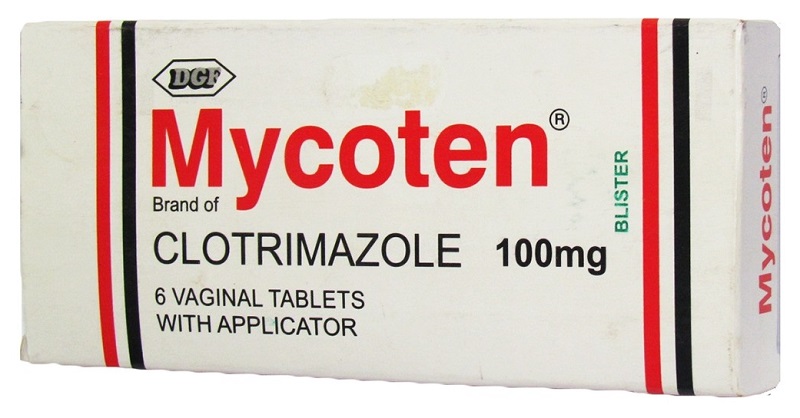 DGF
Mycoten®
Brand of
CLOTRIMAZOLE 100mg
6 VAGINAL TABLETS
WITH APPLICATOR
BLISTER
Mycoten®